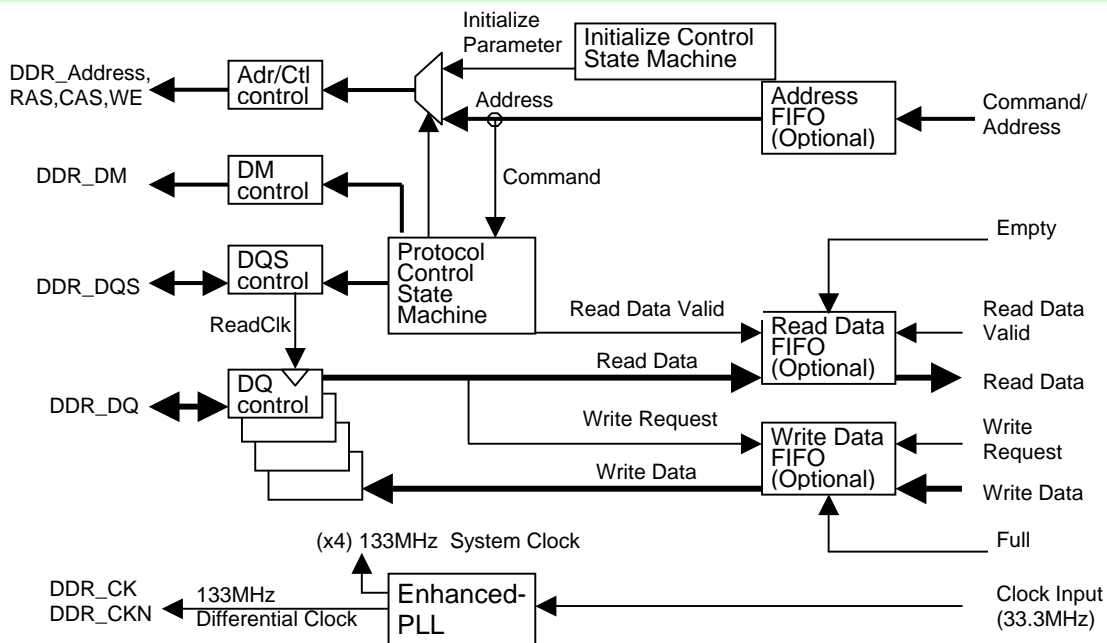 Initialize
Parameter
Initialize Control
State Machine
DDR_Address,
RAS,CAS,WE
Adr/Ctl
control
Address
Address
FIFO
(Optional)
Command/
Address
DDR_DM
DM
control
Command
Empty
DDR_DQS
DQS
control
Protocol
Control
State
Machine
ReadClk
Read Data Valid
Read Data
FIFO
(Optional)
Read Data
Valid
Read Data
Read Data
DDR_DQ
DQ
control
Write Request
Write Data
FIFO
(Optional)
Write
Request
Write Data
Write Data
(x4) 133MHz System Clock
Full
DDR_CK
DDR_CKN
133MHz
Differential Clock
Enhanced-
PLL
Clock Input
(33.3MHz)